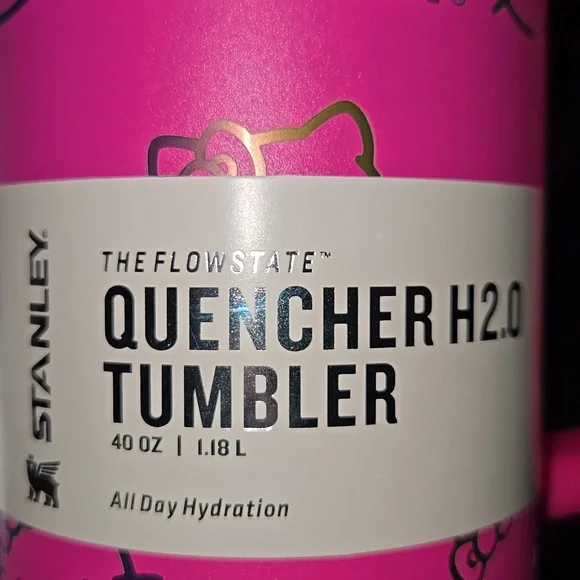 STANLEY.
THE FLOWSTATE™
QUENCHER H2.0
TUMBLER
40 OZ | 1.18 L
All Day Hydration